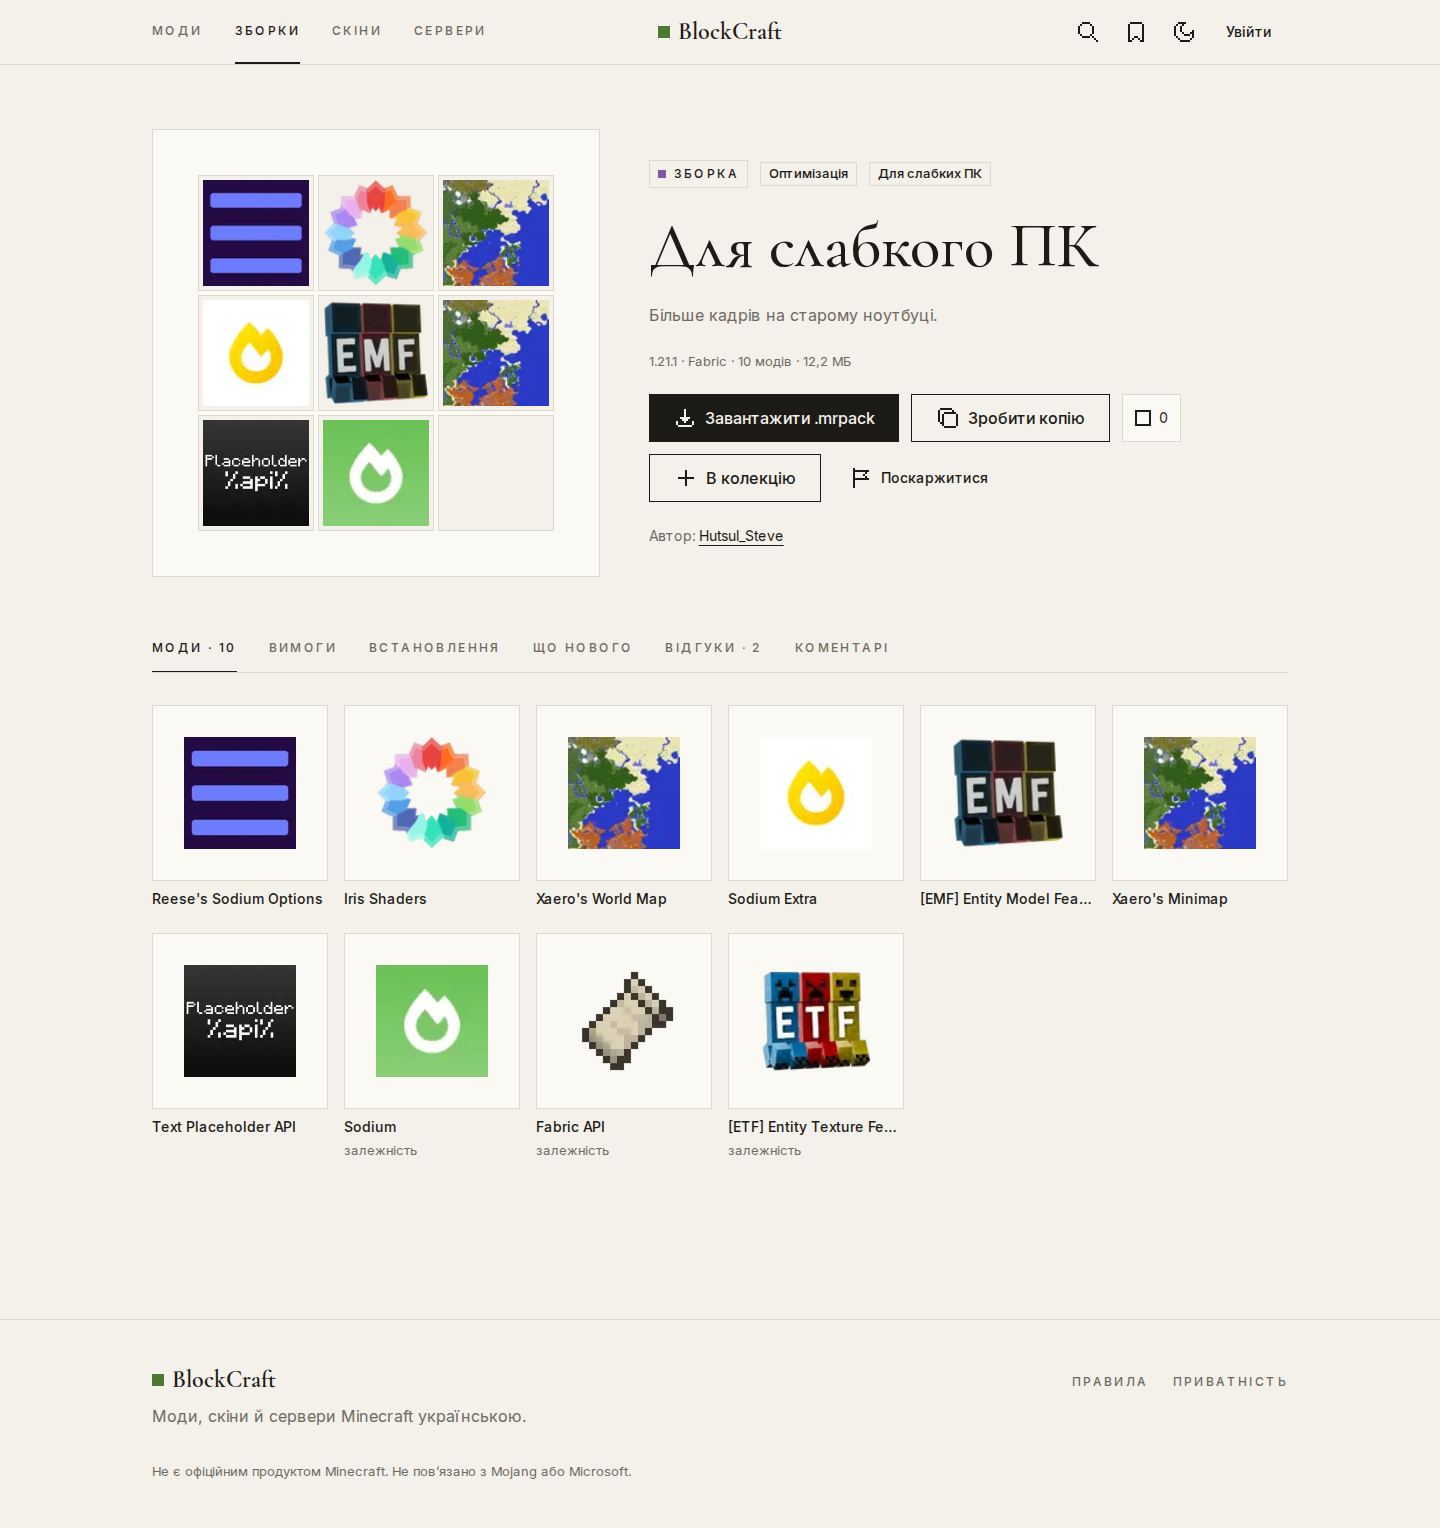 МОДИ ЗБОРКИ СКІНИ СЕРВЕРИ BlockCraft Увійти
ЗБОРКА Оптимізація Для слабких ПК
Для слабкого ПК
Більше кадрів на старому ноутбуці.
1.21.1 · Fabric · 10 модів · 12,2 МБ
Завантажити .mrpack Зробити копію 0
В колекцію Поскаржитися
Автор: Hutsul_Steve
EMF
Placeholder
%api%
МОДИ · 10 ВИМОГИ ВСТАНОВЛЕННЯ ЩО НОВОГО ВІДГУКИ · 2 КОМЕНТАРІ
EMF
Reese's Sodium Options Iris Shaders Xaero's World Map Sodium Extra [EMF] Entity Model Fea... Xaero's Minimap
Placeholder
%api%
ETF
Text Placeholder API Sodium Fabric API [ETF] Entity Texture Fe...
залежність залежність залежність
BlockCraft ПРАВИЛА ПРИВАТНІСТЬ
Моди, скіни й сервери Minecraft українською.
Не є офіційним продуктом Minecraft. Не пов’язано з Mojang або Microsoft.